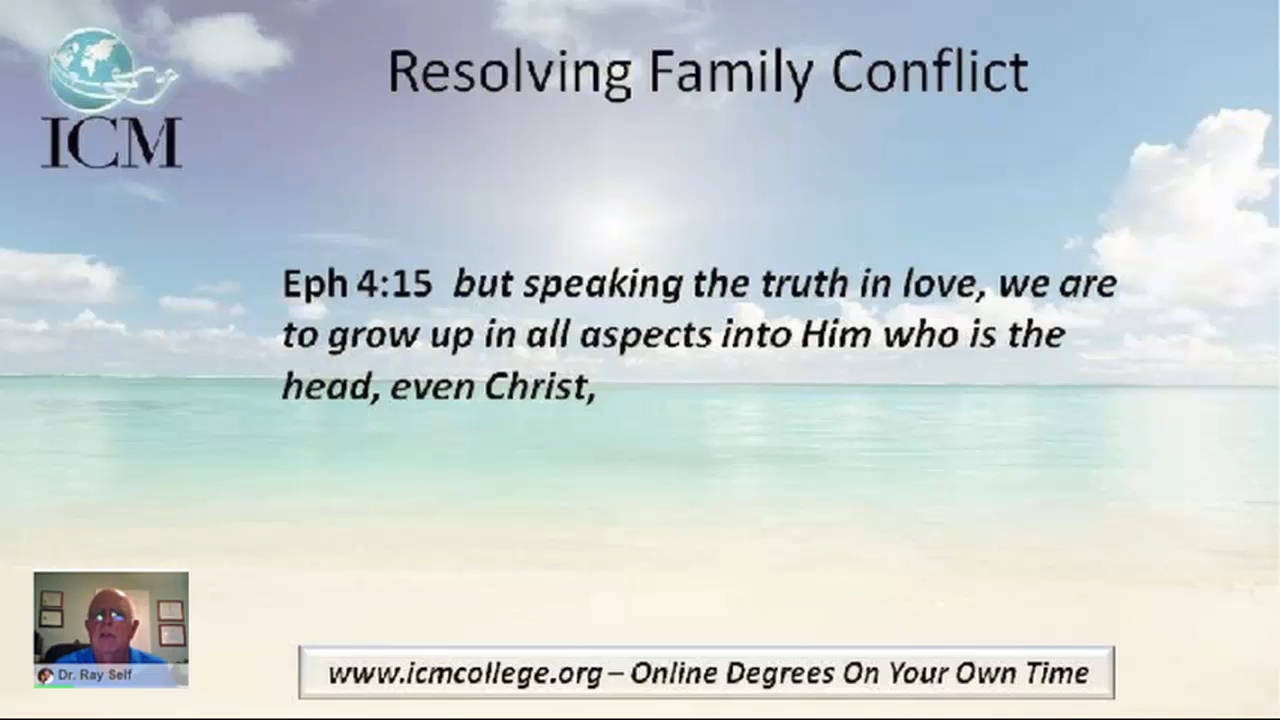 ICM
Resolving Family Conflict
Eph 4:15 but speaking the truth in love, we are
to grow up in all aspects into Him who is the
head, even Christ,
Dr. Ray Self
www.icmcollege.org – Online Degrees On Your Own Time